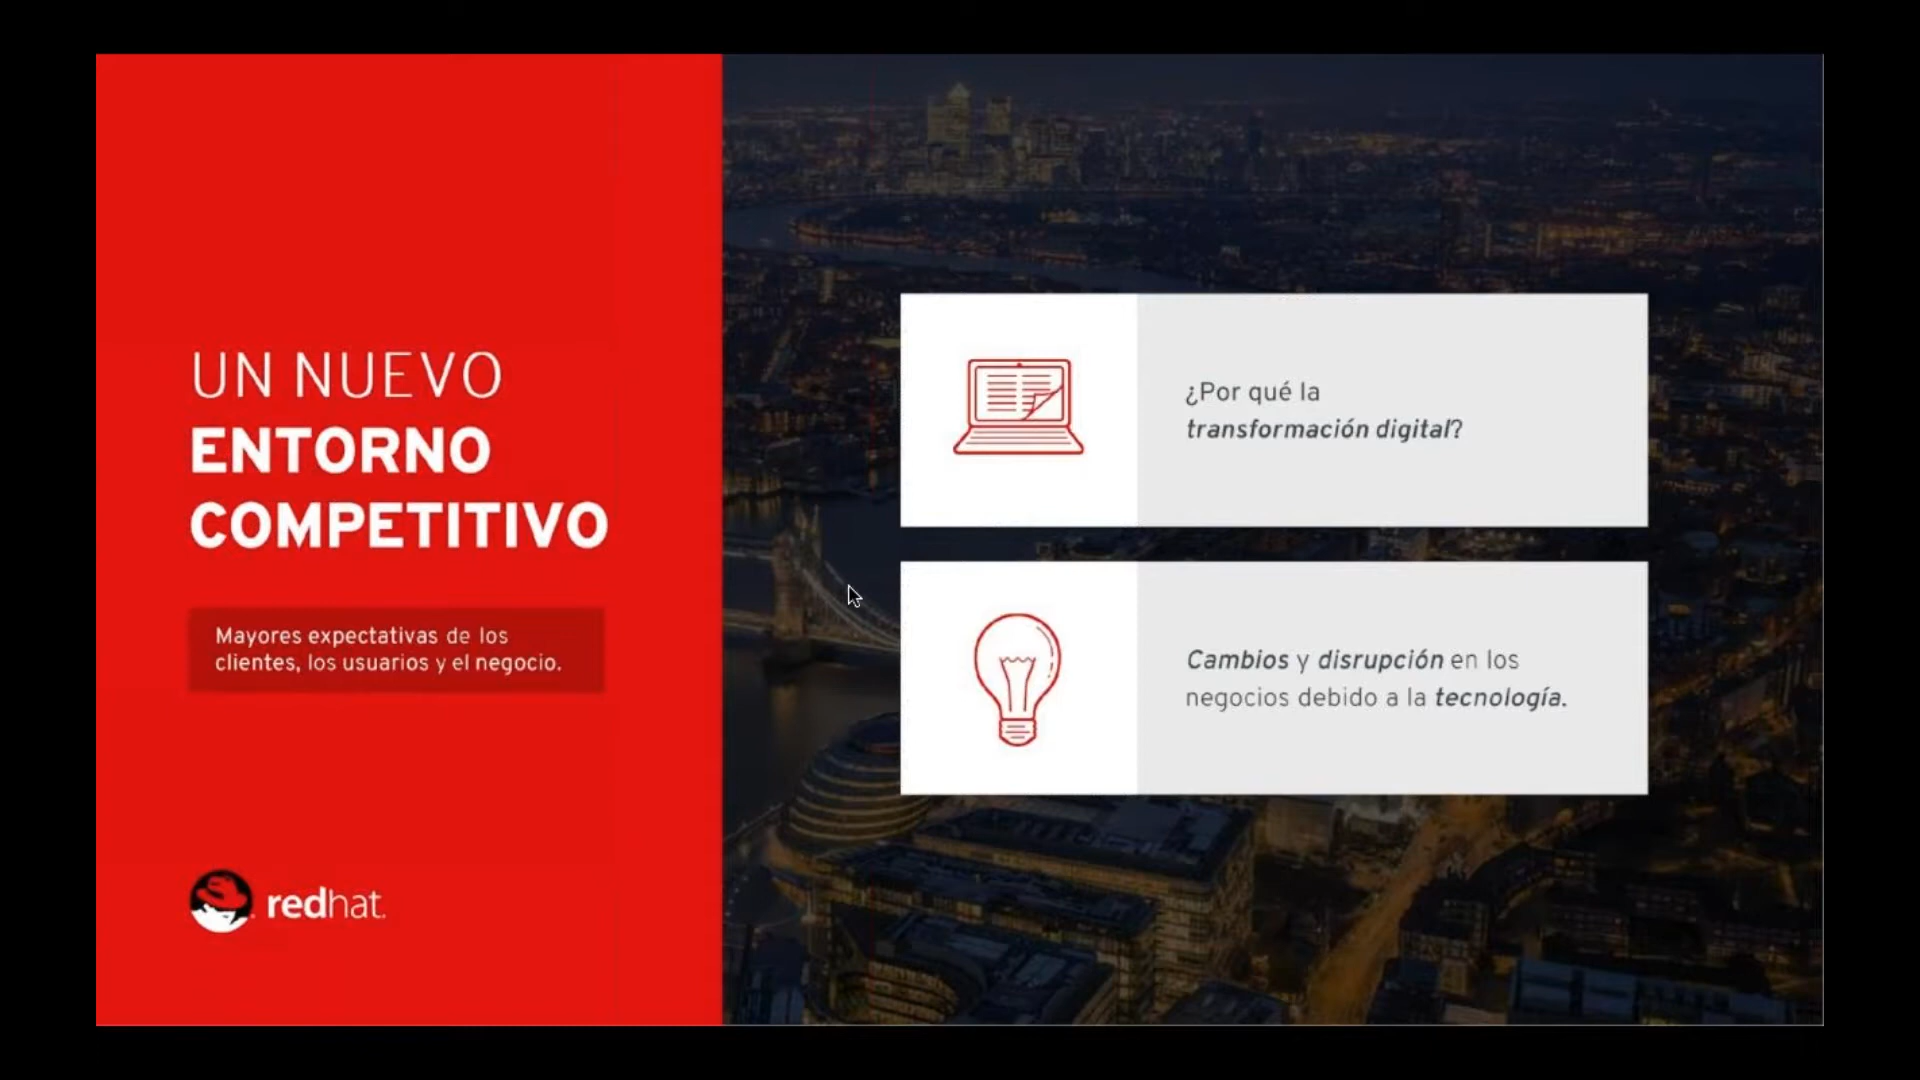 UN NUEVO
ENTORNO
COMPETITIVO
Mayores expectativas de los
clientes, los usuarios y el negocio.
redhat.
¿Por qué la
transformación digital?
Cambios y disrupción en los
negocios debido a la tecnología.